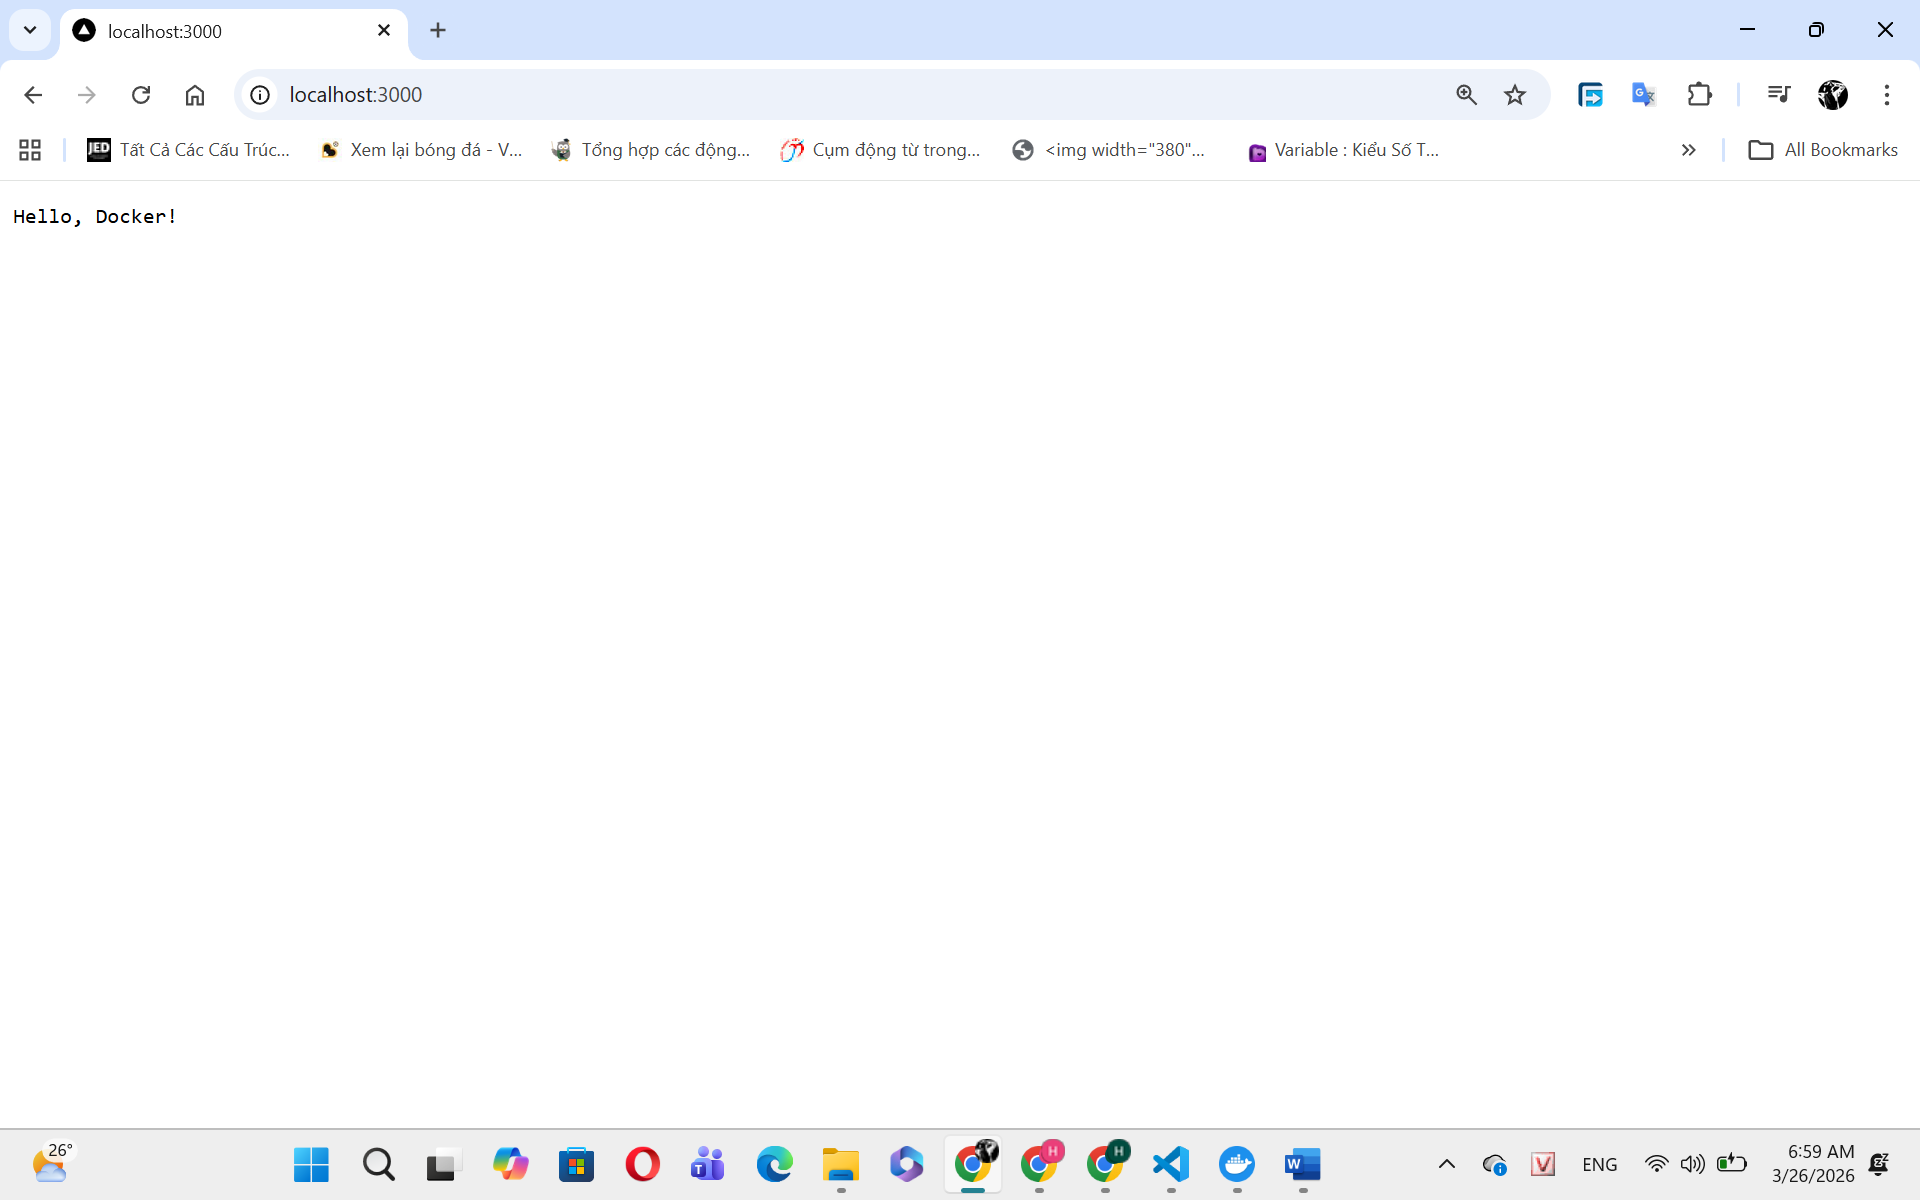 localhost:3000
localhost:3000
JED Tất Cả Các Cấu Trúc... Xem lại bóng đá - V... Tổng hợp các động... Cụm động từ trong... <img width="380"... Variable : Kiểu Số T... All Bookmarks
Hello, Docker!
26°
H
H
T
W
V
ENG
6:59 AM
3/26/2026